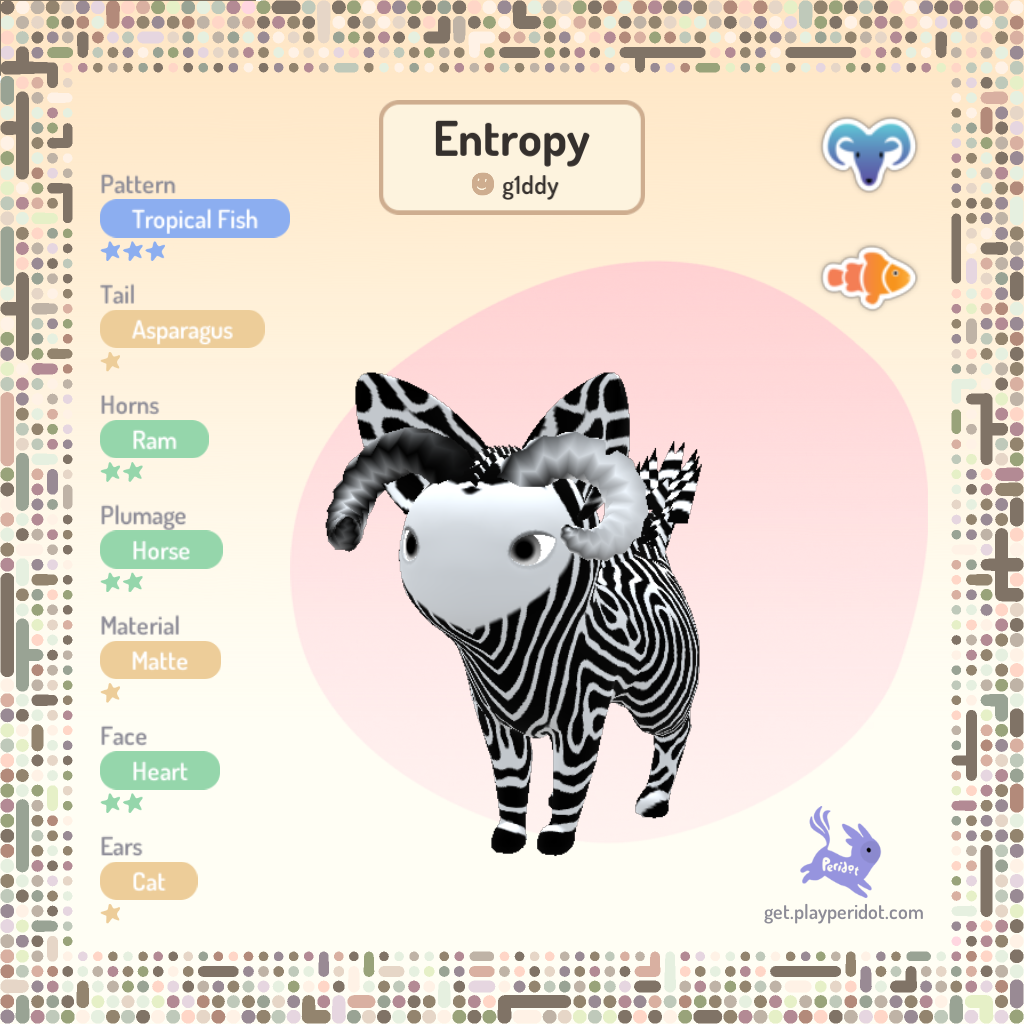 Entropy
g1ddy
Pattern
Tropical Fish
Tail
Asparagus
Horns
Ram
Plumage
Horse
Material
Matte
Face
Heart
Ears
Cat
Peridot
get.playperidot.com